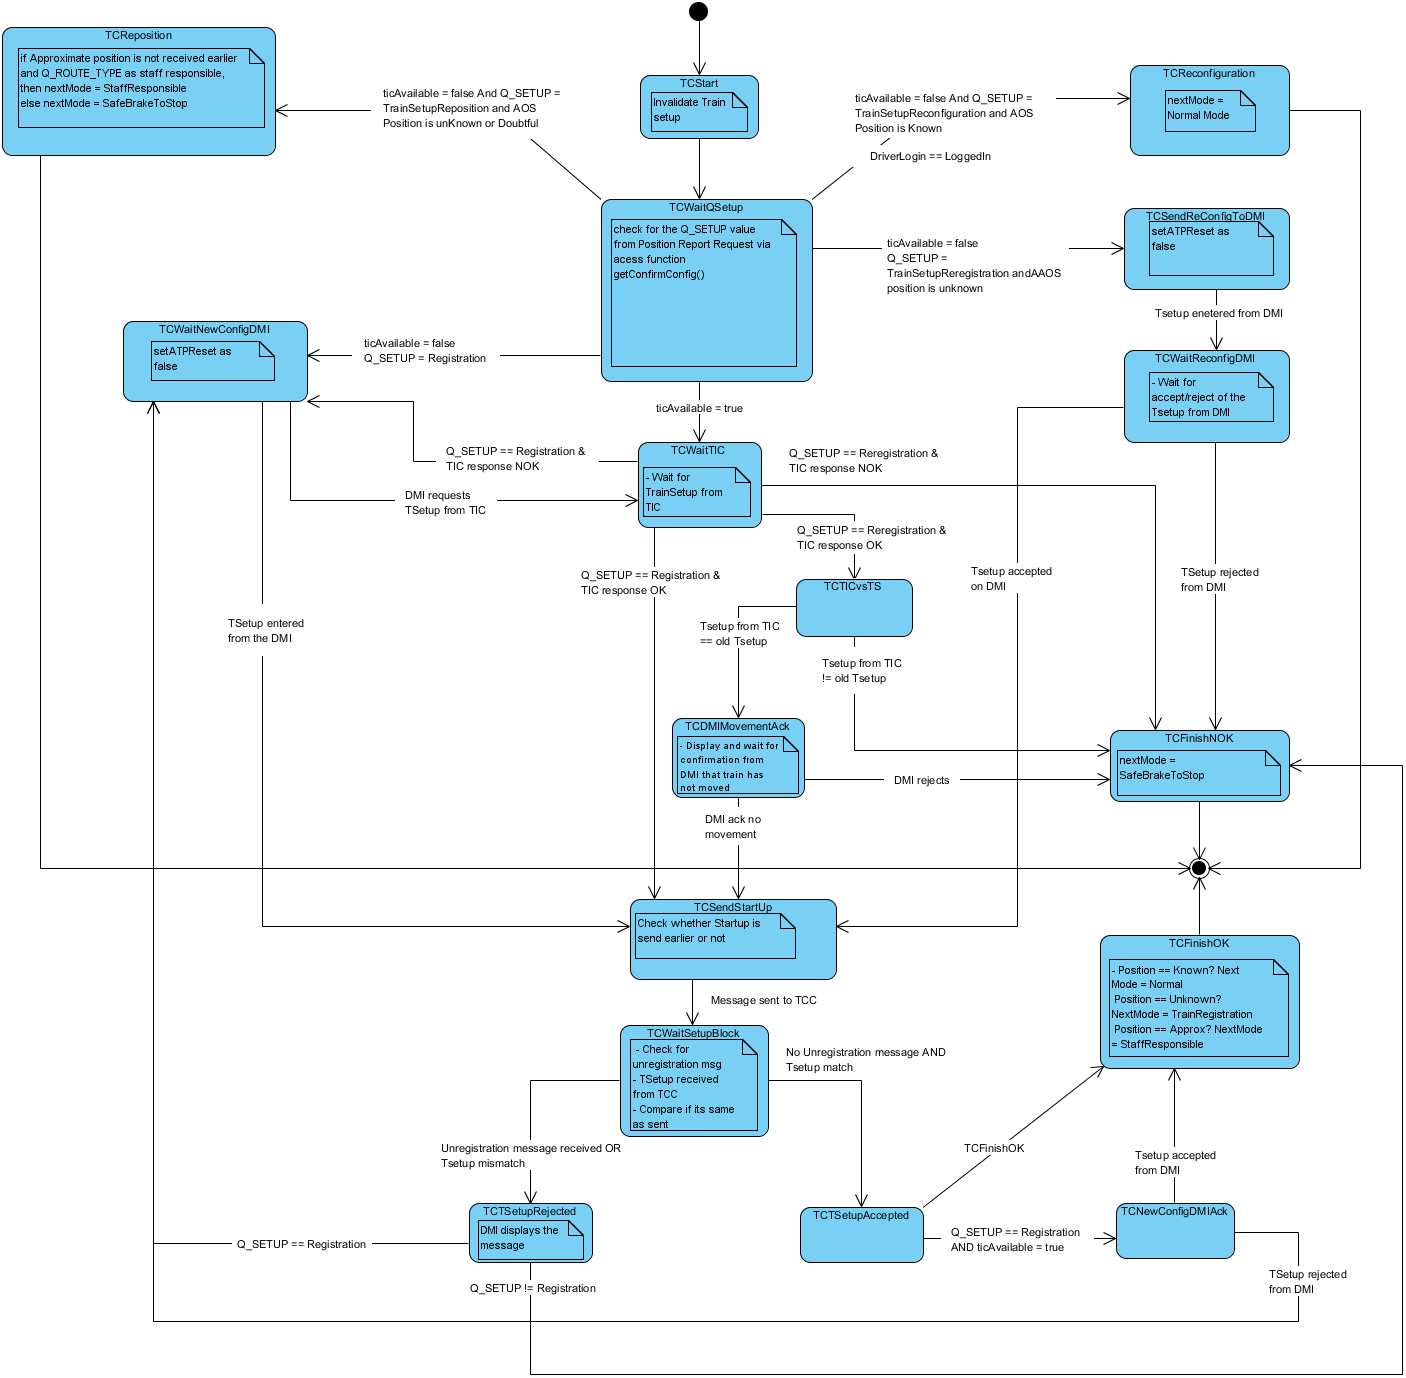 TCReposition
if Approximate position is not received earlier
and Q_ROUTE_TYPE as staff responsible,
then nextMode = StaffResponsible
else nextMode = SafeBrakeToStop
ticAvailable = false And Q_SETUP =
TrainSetupReposition and AOS
Position is unKnown or Doubtful
TCStart
Invalidate Train
setup
ticAvailable = false And Q_SETUP =
TrainSetupReconfiguration and AOS
Position is Known
DriverLogin == LoggedIn
TCReconfiguration
nextMode =
Normal Mode
TCWaitQSetup
check for the Q_SETUP value
from Position Report Request via
acess function
getConfirmConfig()
ticAvailable = false
Q_SETUP =
TrainSetupReregistration andAAOS
position is unknown
TCSendReConfigToDMI
setATPReset as
false
Tsetup enetered from DMI
TCWaitNewConfigDMI
setATPReset as
false
ticAvailable = false
Q_SETUP = Registration
TCWaitReconfigDMI
- Wait for
accept/reject of the
Tsetup from DMI
ticAvailable = true
TCWaitTIC
- Wait for
TrainSetup from
TIC
Q_SETUP == Registration &
TIC response NOK
Q_SETUP == Reregistration &
TIC response NOK
DMI requests
TSetup from TIC
Q_SETUP == Reregistration &
TIC response OK
Q_SETUP == Registration &
TIC response OK
TCTICvsTS
Tsetup accepted
on DMI
TSetup rejected
from DMI
TSetup entered
from the DMI
Tsetup from TIC
== old Tsetup
Tsetup from TIC
!= old Tsetup
TCDMIMovementAck
- Display and wait for
confirmation from
DMI that train has
not moved
DMI rejects
TCFinishNOK
nextMode =
SafeBrakeToStop
DMI ack no
movement
TCSendStartUp
Check whether Startup is
send earlier or not
Message sent to TCC
TCFinishOK
- Position == Known? Next
Mode = Normal
Position == Unknown?
NextMode = TrainRegistration
Position == Approx? NextMode
= StaffResponsible
TCWaitSetupBlock
- Check for
unregistration msg
- TSetup received
from TCC
- Compare if its same
as sent
No Unregistration message AND
Tsetup match
Unregistration message received OR
Tsetup mismatch
TCFinishOK
Tsetup accepted
from DMI
TCTSetupRejected
DMI displays the
message
TCTSetupAccepted
TCNewConfigDMIAck
Q_SETUP == Registration
Q_SETUP == Registration
AND ticAvailable = true
Q_SETUP != Registration
TSetup rejected
from DMI